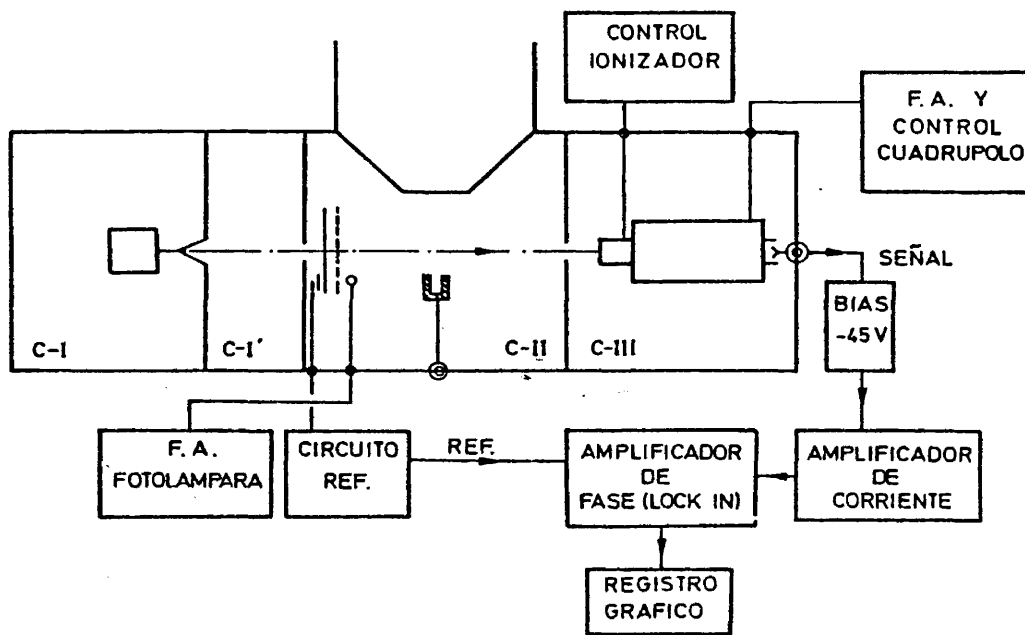 CONTROL
IONIZADOR
F. A. Y
CONTROL
CUADRUPOLO
SEÑAL
BIAS
-45V
C-I
C-I'
C-II
C-III
F. A.
FOTOLAMPARA
CIRCUITO
REF.
REF.
AMPLIFICADOR
DE
FASE (LOCK IN)
AMPLIFICADOR
DE
CORRIENTE
REGISTRO
GRAFICO